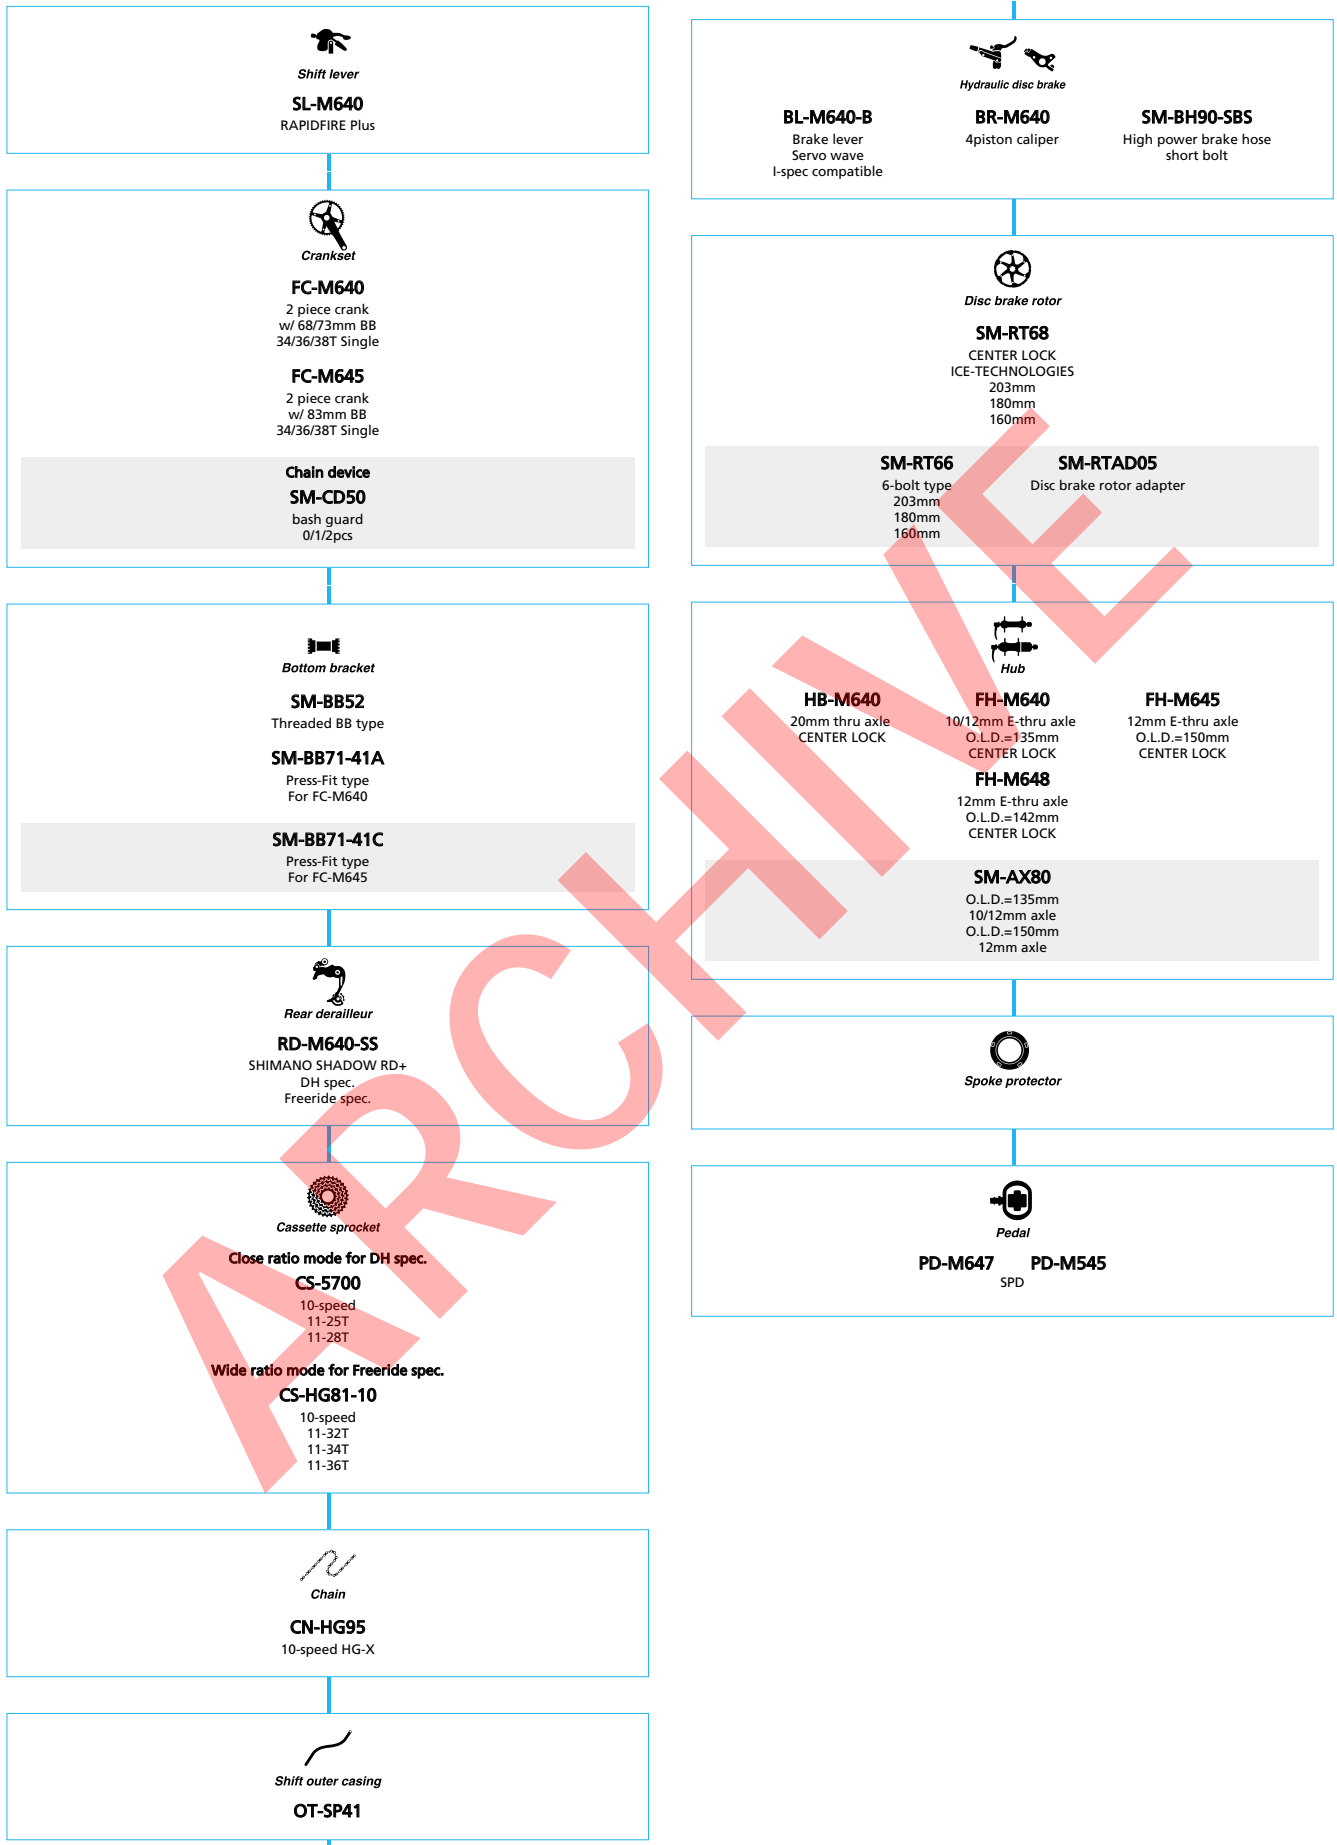 Shift lever
SL-M640
RAPIDFIRE Plus
Crankset
FC-M640
2 piece crank
w/ 68/73mm BB
34/36/38T Single
FC-M645
2 piece crank
w/ 83mm BB
34/36/38T Single
Chain device
SM-CD50
bash guard
0/1/2pcs
Bottom bracket
SM-BB52
Threaded BB type
SM-BB71-41A
Press-Fit type
For FC-M640
SM-BB71-41C
Press-Fit type
For FC-M645
Rear derailleur
RD-M640-SS
SHIMANO SHADOW RD+
DH spec.
Freeride spec.
Cassette sprocket
Close ratio mode for DH spec.
CS-5700
10-speed
11-25T
11-28T
Wide ratio mode for Freeride spec.
CS-HG81-10
10-speed
11-32T
11-34T
11-36T
Chain
CN-HG95
10-speed HG-X
Shift outer casing
OT-SP41
Hydraulic disc brake
BL-M640-B
Brake lever
Servo wave
I-spec compatible
BR-M640
4piston caliper
SM-BH90-SBS
High power brake hose
short bolt
Disc brake rotor
SM-RT68
CENTER LOCK
ICE-TECHNOLOGIES
203mm
180mm
160mm
SM-RT66
6-bolt type
203mm
180mm
160mm
SM-RTAD05
Disc brake rotor adapter
Hub
HB-M640
20mm thru axle
CENTER LOCK
FH-M640
10/12mm E-thru axle
O.L.D.=135mm
CENTER LOCK
FH-M645
12mm E-thru axle
O.L.D.=150mm
CENTER LOCK
FH-M648
12mm E-thru axle
O.L.D.=142mm
CENTER LOCK
SM-AX80
O.L.D.=135mm
10/12mm axle
O.L.D.=150mm
12mm axle
Spoke protector
Pedal
PD-M647 PD-M545
SPD
ARCHIVE